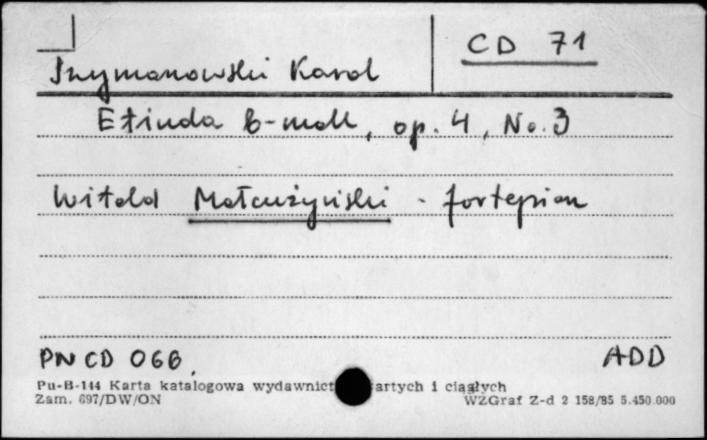 CD 71
Szymanowski Karol
Etiuda b-moll, op. 4, No. 3
Witold Małcużyński - fortepian
PN CD 066
ADD
Pu-B-144 Karta katalogowa wydawnict artych i ciągłych
Zam. 697/DW/ON WZGraf Z-d 2 158/85 5.450.000